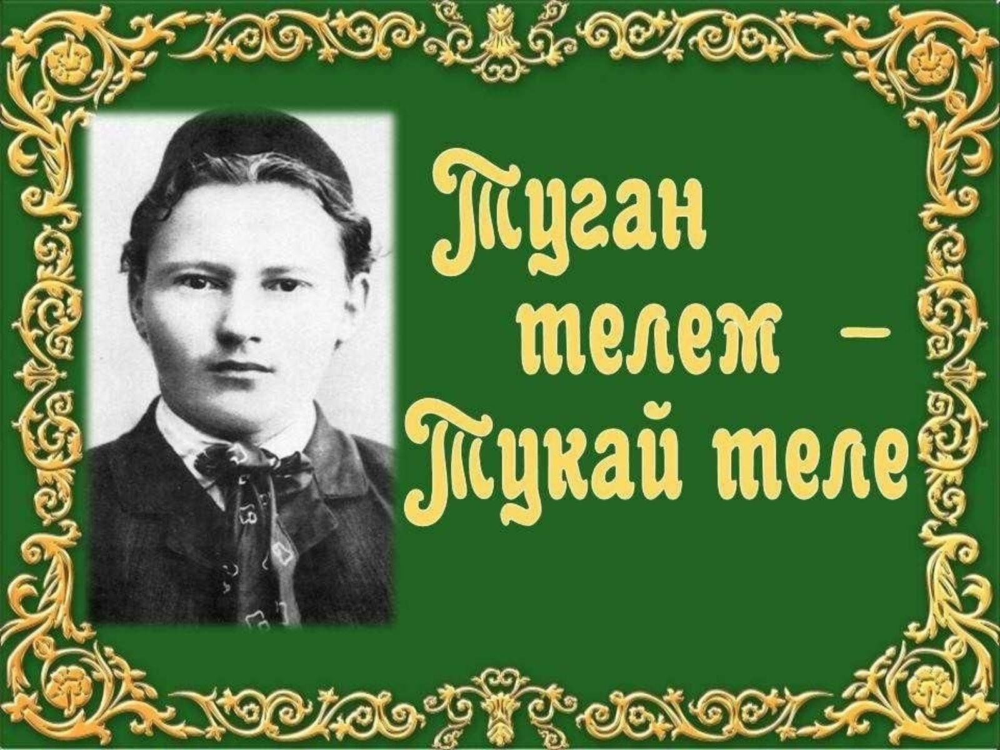 Туган
телем –
Тукай теле